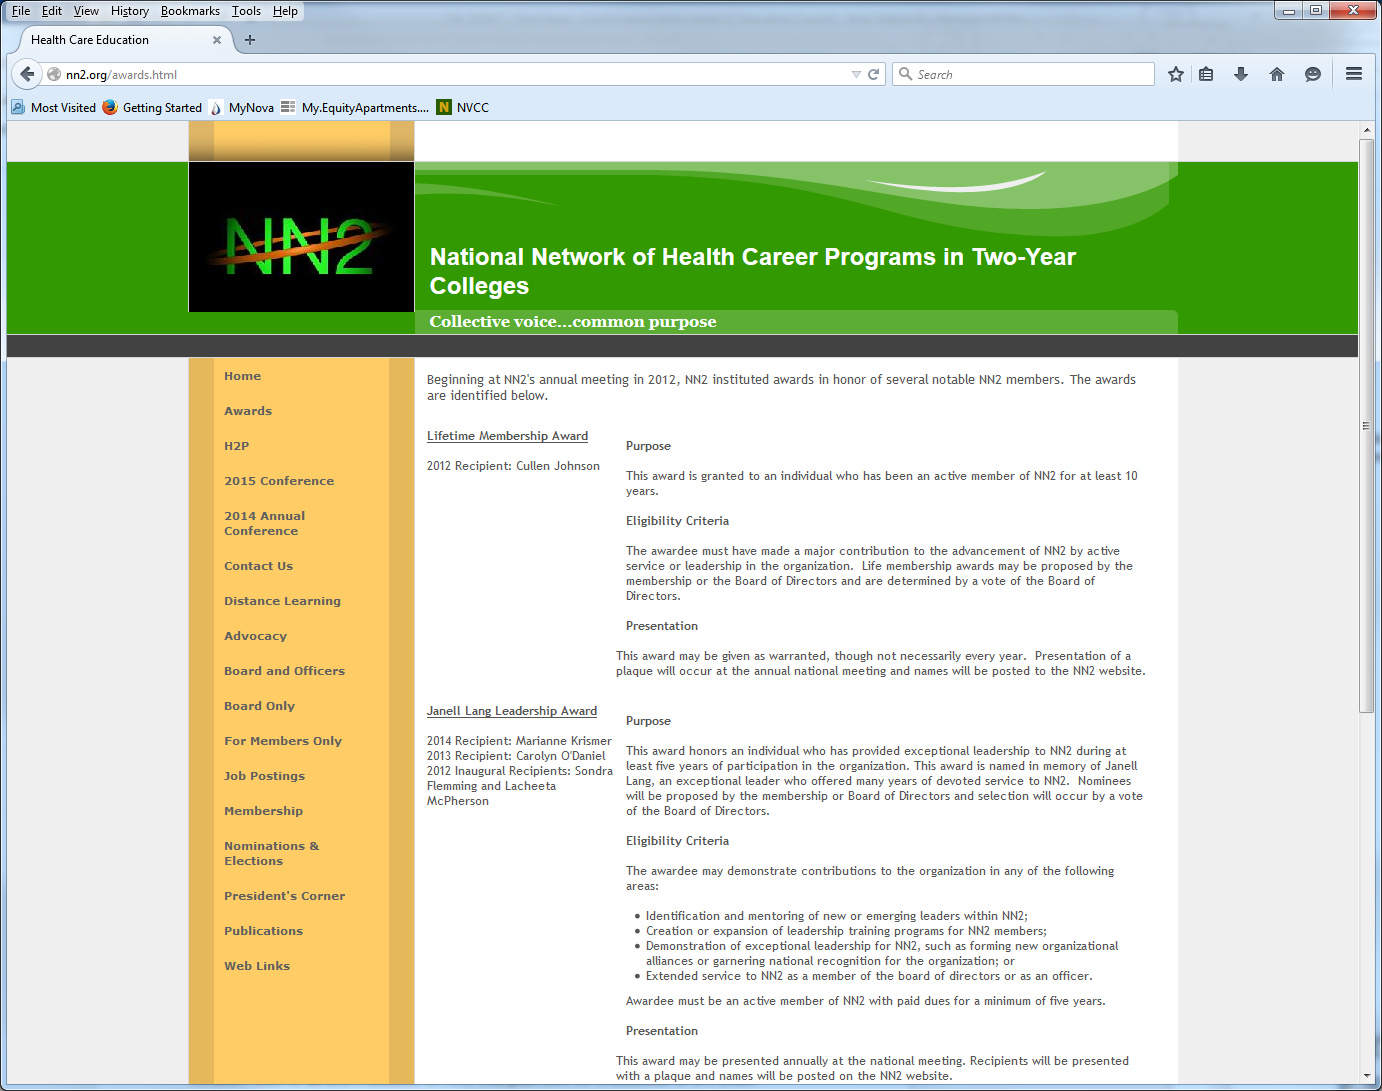 File Edit View History Bookmarks Tools Help
Health Care Education
nn2.org/awards.html
Search
Most Visited Getting Started MyNova My.EquityApartments.... N NVCC
NN2
National Network of Health Career Programs in Two-Year
Colleges
Collective voice...common purpose
Home
Awards
H2P
2015 Conference
2014 Annual
Conference
Contact Us
Distance Learning
Advocacy
Board and Officers
Board Only
For Members Only
Job Postings
Membership
Nominations &
Elections
President's Corner
Publications
Web Links
Beginning at NN2's annual meeting in 2012, NN2 instituted awards in honor of several notable NN2 members. The awards
are identified below.
Lifetime Membership Award
2012 Recipient: Cullen Johnson
Purpose
This award is granted to an individual who has been an active member of NN2 for at least 10
years.
Eligibility Criteria
The awardee must have made a major contribution to the advancement of NN2 by active
service or leadership in the organization. Life membership awards may be proposed by the
membership or the Board of Directors and are determined by a vote of the Board of
Directors.
Presentation
This award may be given as warranted, though not necessarily every year. Presentation of a
plaque will occur at the annual national meeting and names will be posted to the NN2 website.
Janell Lang Leadership Award
2014 Recipient: Marianne Krismer
2013 Recipient: Carolyn O'Daniel
2012 Inaugural Recipients: Sondra
Flemming and Lacheeta
McPherson
Purpose
This award honors an individual who has provided exceptional leadership to NN2 during at
least five years of participation in the organization. This award is named in memory of Janell
Lang, an exceptional leader who offered many years of devoted service to NN2. Nominees
will be proposed by the membership or Board of Directors and selection will occur by a vote
of the Board of Directors.
Eligibility Criteria
The awardee may demonstrate contributions to the organization in any of the following
areas:
• Identification and mentoring of new or emerging leaders within NN2;
• Creation or expansion of leadership training programs for NN2 members;
• Demonstration of exceptional leadership for NN2, such as forming new organizational
alliances or garnering national recognition for the organization; or
• Extended service to NN2 as a member of the board of directors or as an officer.
Awardee must be an active member of NN2 with paid dues for a minimum of five years.
Presentation
This award may be presented annually at the national meeting. Recipients will be presented
with a plaque and names will be posted on the NN2 website.